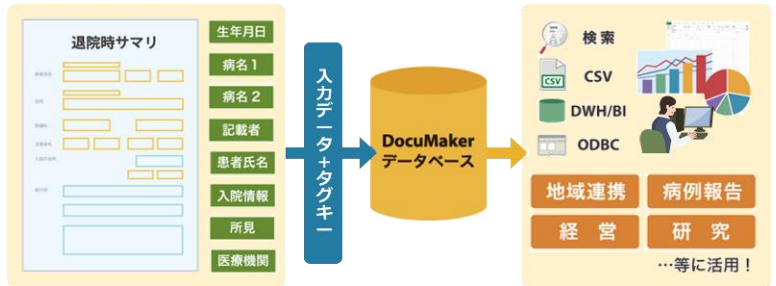 退院時サマリ
生年月日
病名1
病名2
記載者
患者氏名
入院情報
所見
医療機関
入力データ+タグキー
DocuMaker
データベース
検索
CSV
CSV
DWH/BI
ODBC
地域連携
病例報告
経営
研究
…等に活用!